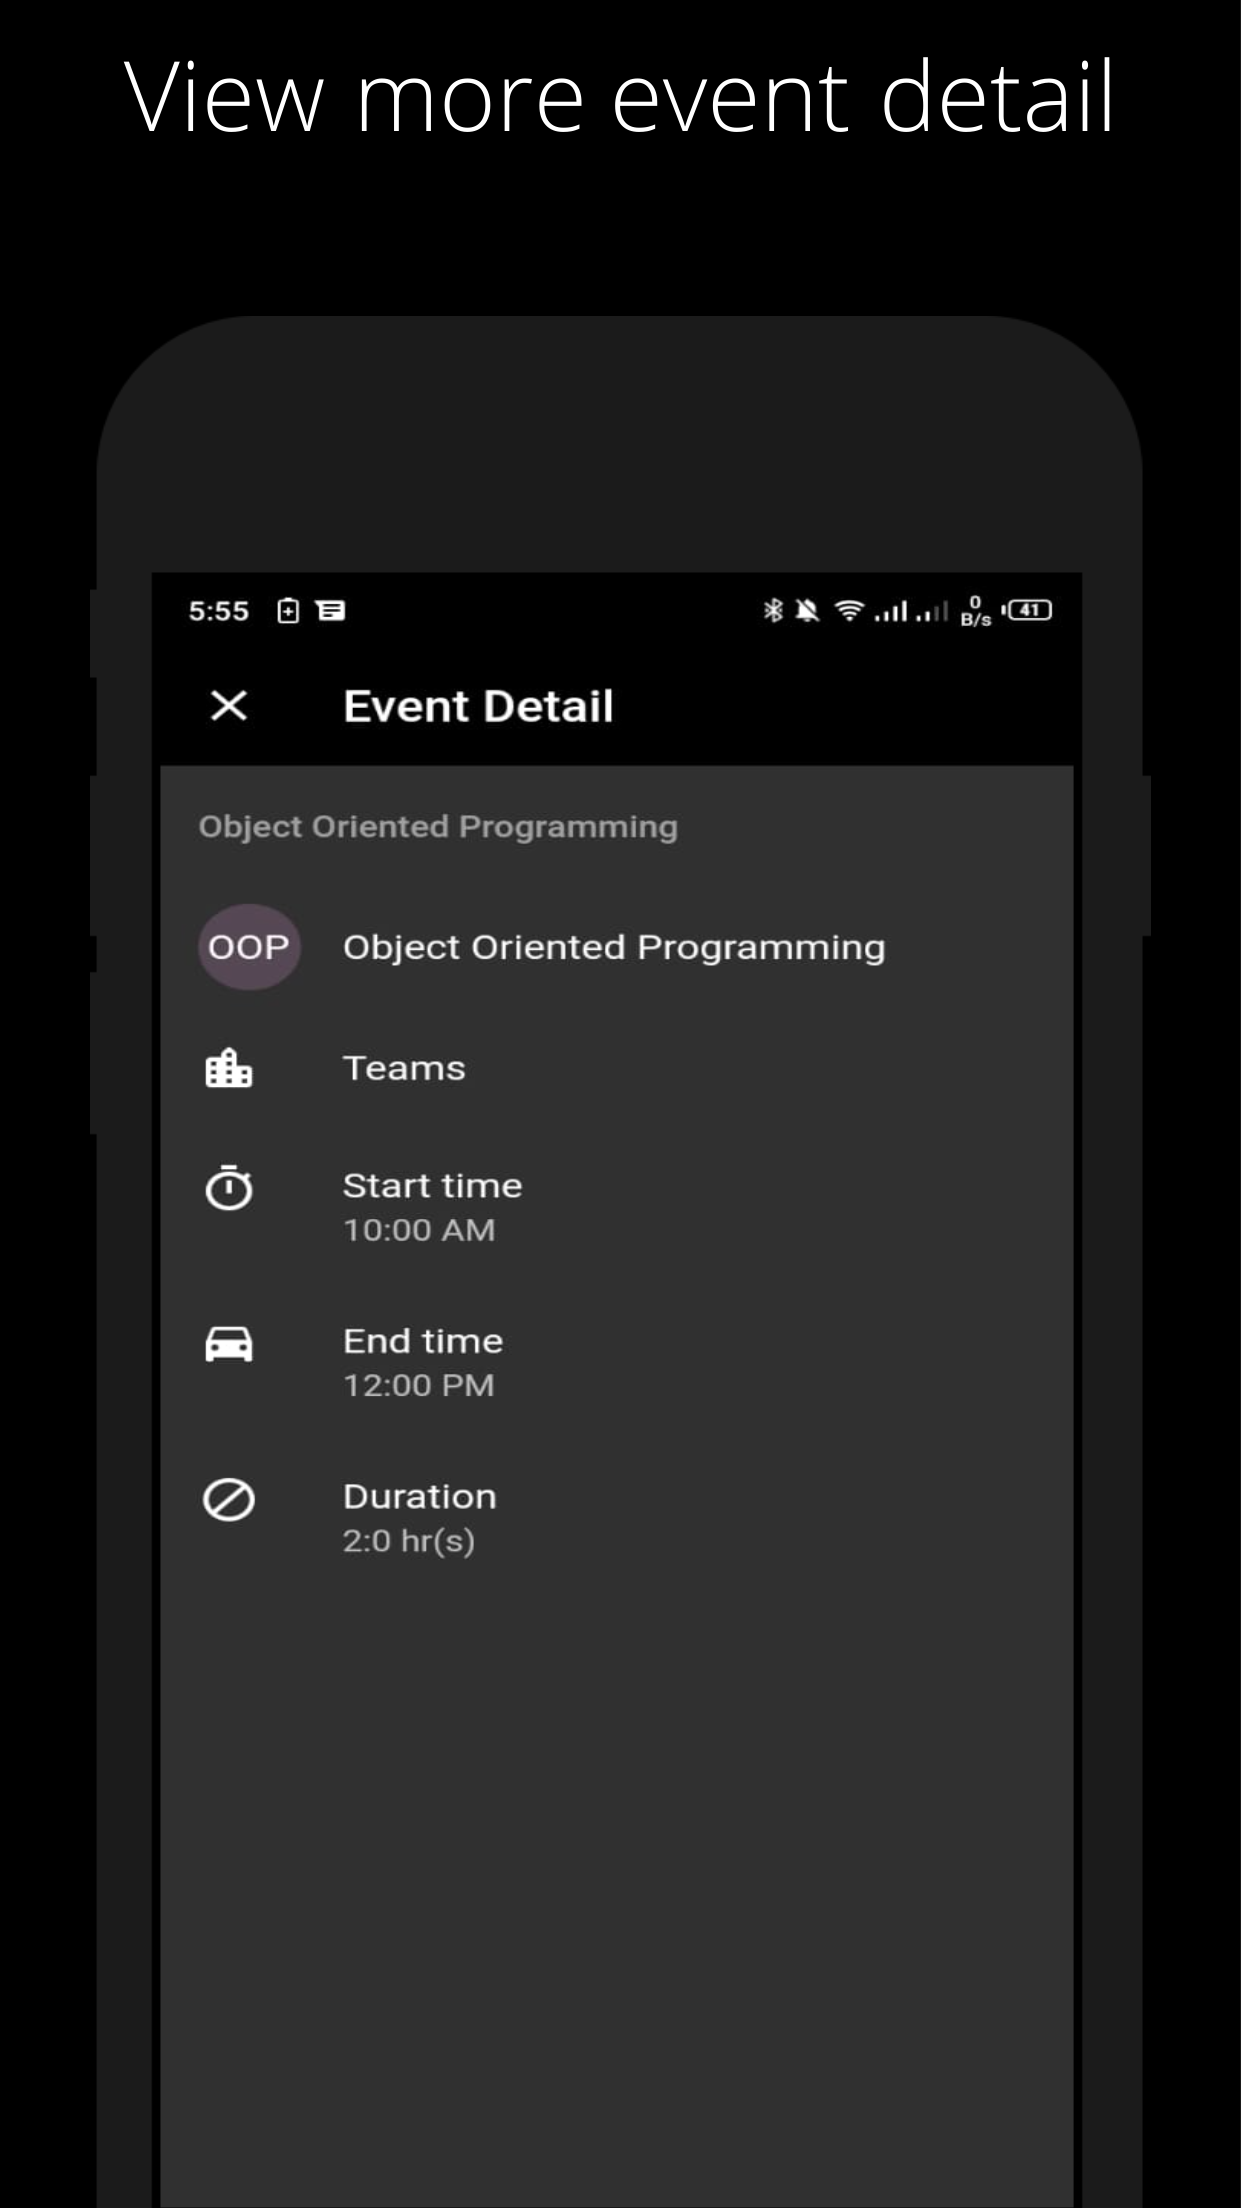 View more event detail
5:55
0
B/s
41
Event Detail
Object Oriented Programming
OOP
Object Oriented Programming
Teams
Start time
10:00 AM
End time
12:00 PM
Duration
2:0 hr(s)